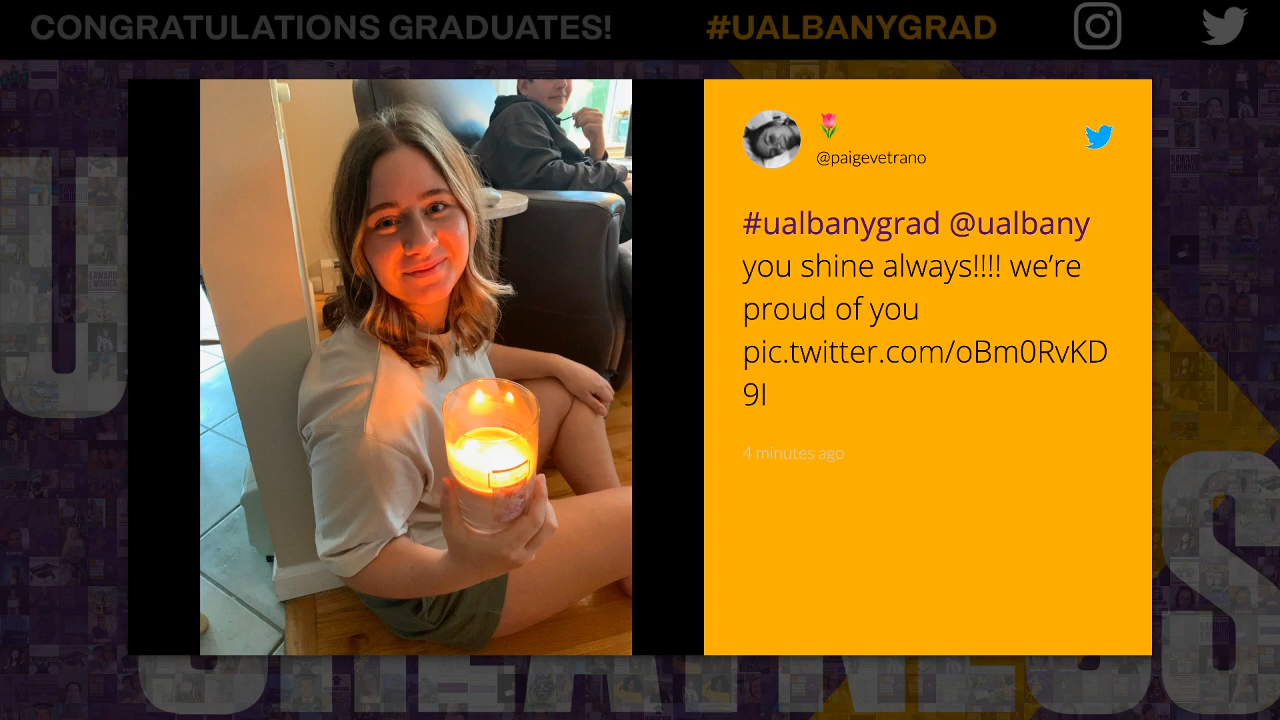 CONGRATULATIONS GRADUATES! #UALBANYGRAD
🌷
@paigevetrano
#ualbanygrad @ualbany
you shine always!!!! we’re
proud of you
pic.twitter.com/oBm0RvKD
9I
4 minutes ago